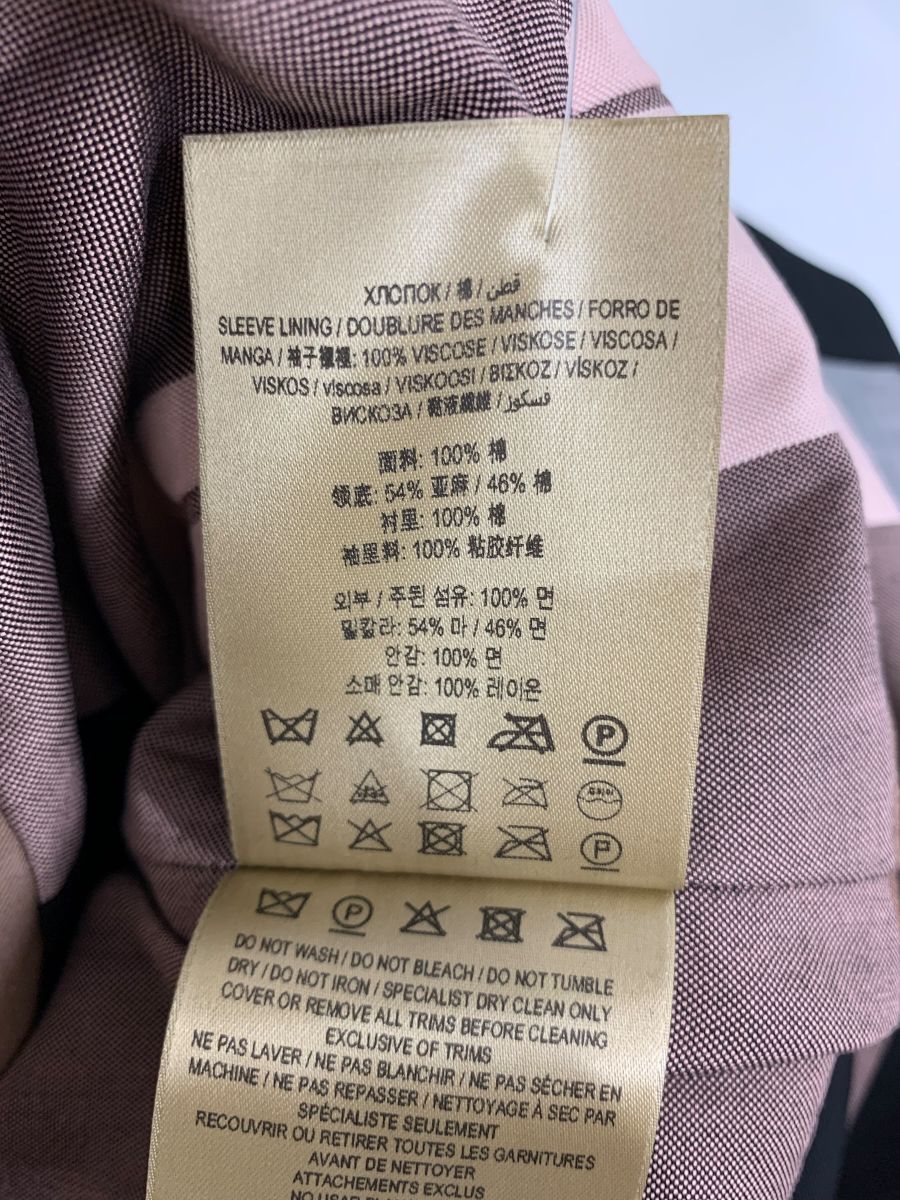 ХЛОПОК / 棉 / قطن
SLEEVE LINING / DOUBLURE DES MANCHES / FORRO DE
MANGA / 袖子襯裡: 100% VISCOSE / VISKOSE / VISCOSA /
VISKOS / viscosa / VISKOOSI / ΒΙΣΚΟΖ / VİSKOZ /
ВИСКОЗА / 黏液纖維 / فسكوز
面料: 100% 棉
领底: 54% 亚麻 / 46% 棉
衬里: 100% 棉
袖里料: 100% 粘胶纤维
외부 / 주된 섬유: 100% 면
밑칼라: 54% 마 / 46% 면
안감: 100% 면
소매 안감: 100% 레이온
P
드라이
P
P
DO NOT WASH / DO NOT BLEACH / DO NOT TUMBLE
DRY / DO NOT IRON / SPECIALIST DRY CLEAN ONLY
COVER OR REMOVE ALL TRIMS BEFORE CLEANING
EXCLUSIVE OF TRIMS
NE PAS LAVER / NE PAS BLANCHIR / NE PAS SÉCHER EN
MACHINE / NE PAS REPASSER / NETTOYAGE À SEC PAR
SPÉCIALISTE SEULEMENT
RECOUVRIR OU RETIRER TOUTES LES GARNITURES
AVANT DE NETTOYER
ATTACHEMENTS EXCLUS